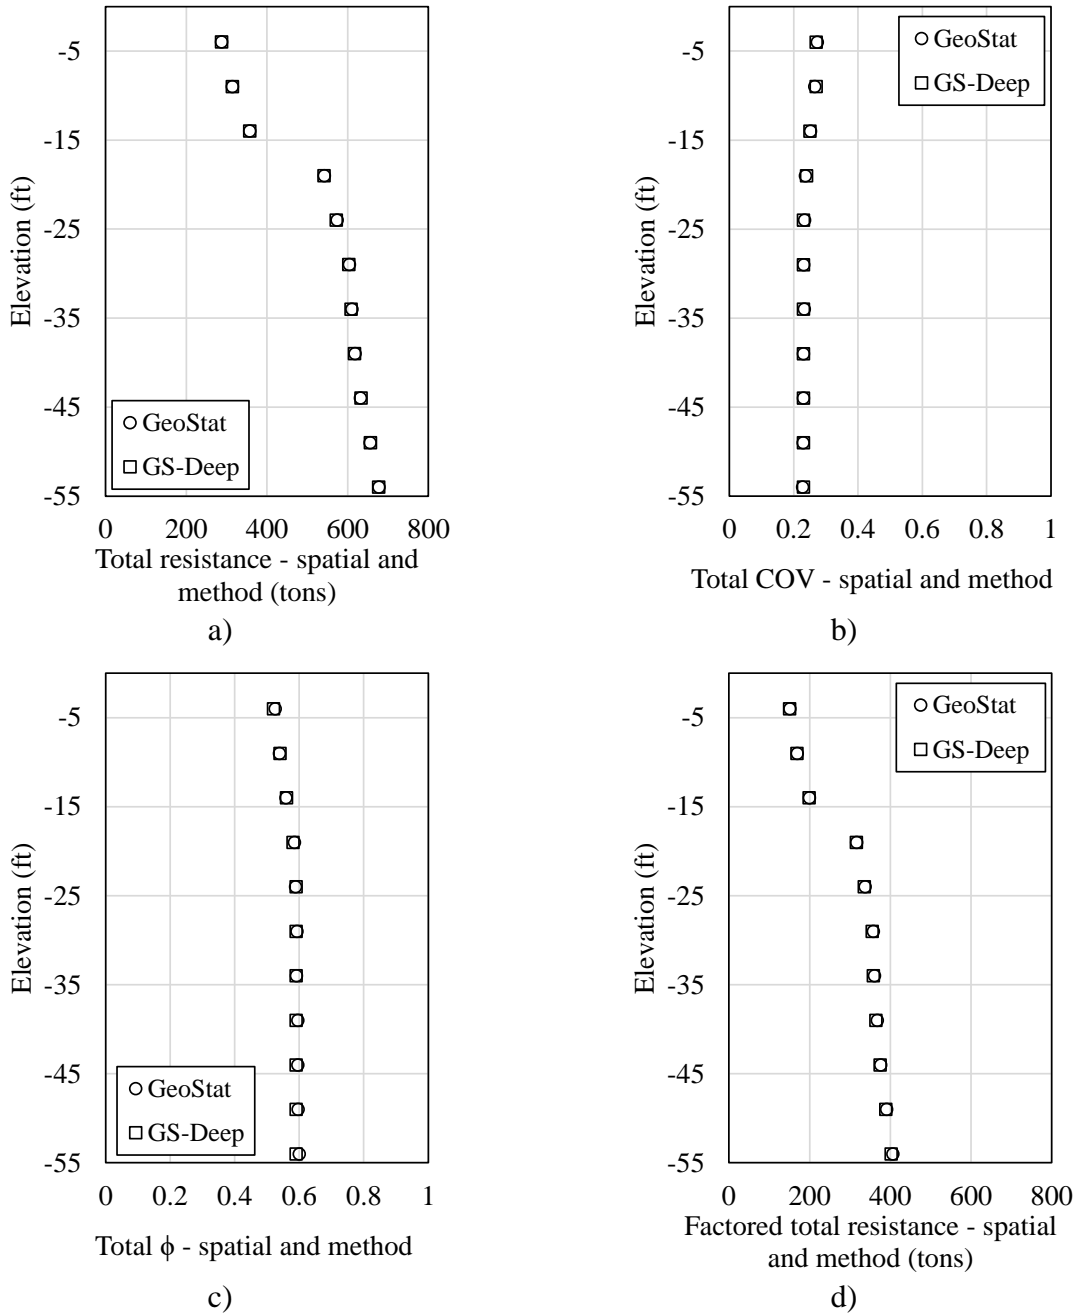 -5
-15
-25
-35
-45
-55
Elevation (ft)
GeoStat
GS-Deep
0 200 400 600 800
Total resistance - spatial and
method (tons)
a)
-5
-15
-25
-35
-45
-55
Elevation (ft)
GeoStat
GS-Deep
0 0.2 0.4 0.6 0.8 1
Total COV - spatial and method
b)
-5
-15
-25
-35
-45
-55
Elevation (ft)
GeoStat
GS-Deep
0 0.2 0.4 0.6 0.8 1
Total ϕ - spatial and method
c)
-5
-15
-25
-35
-45
-55
Elevation (ft)
GeoStat
GS-Deep
0 200 400 600 800
Factored total resistance - spatial
and method (tons)
d)